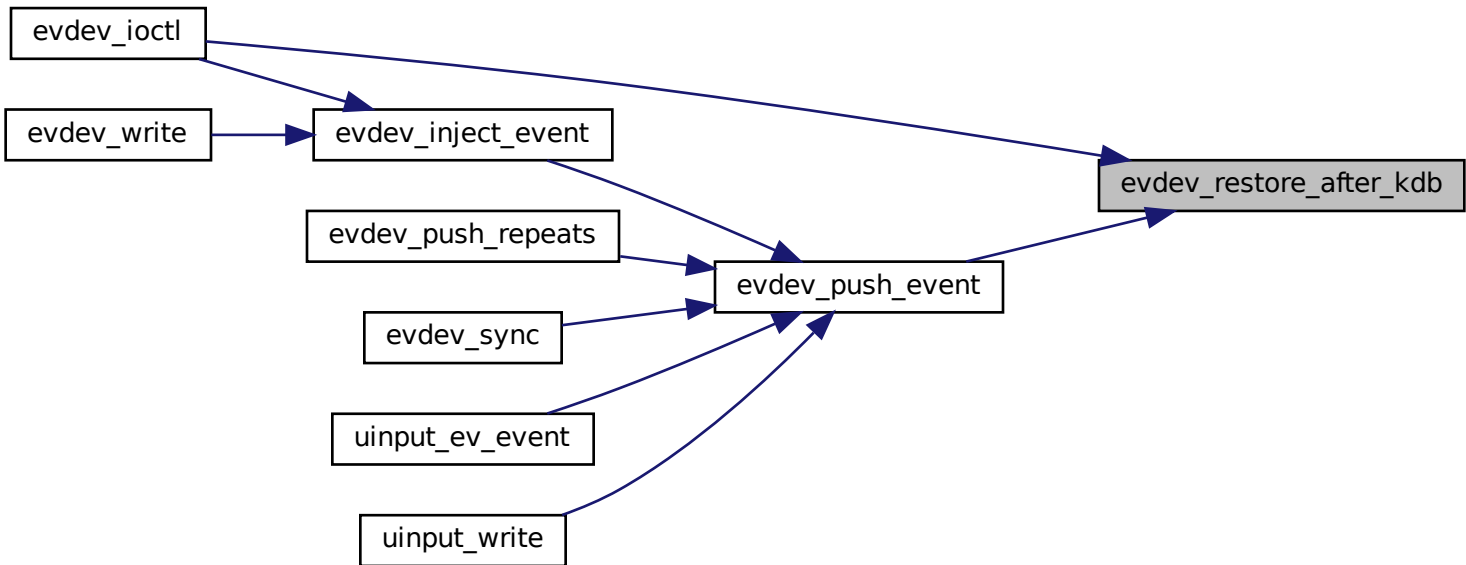 evdev_ioctl
evdev_write
evdev_inject_event
evdev_restore_after_kdb
evdev_push_repeats
evdev_push_event
evdev_sync
uinput_ev_event
uinput_write